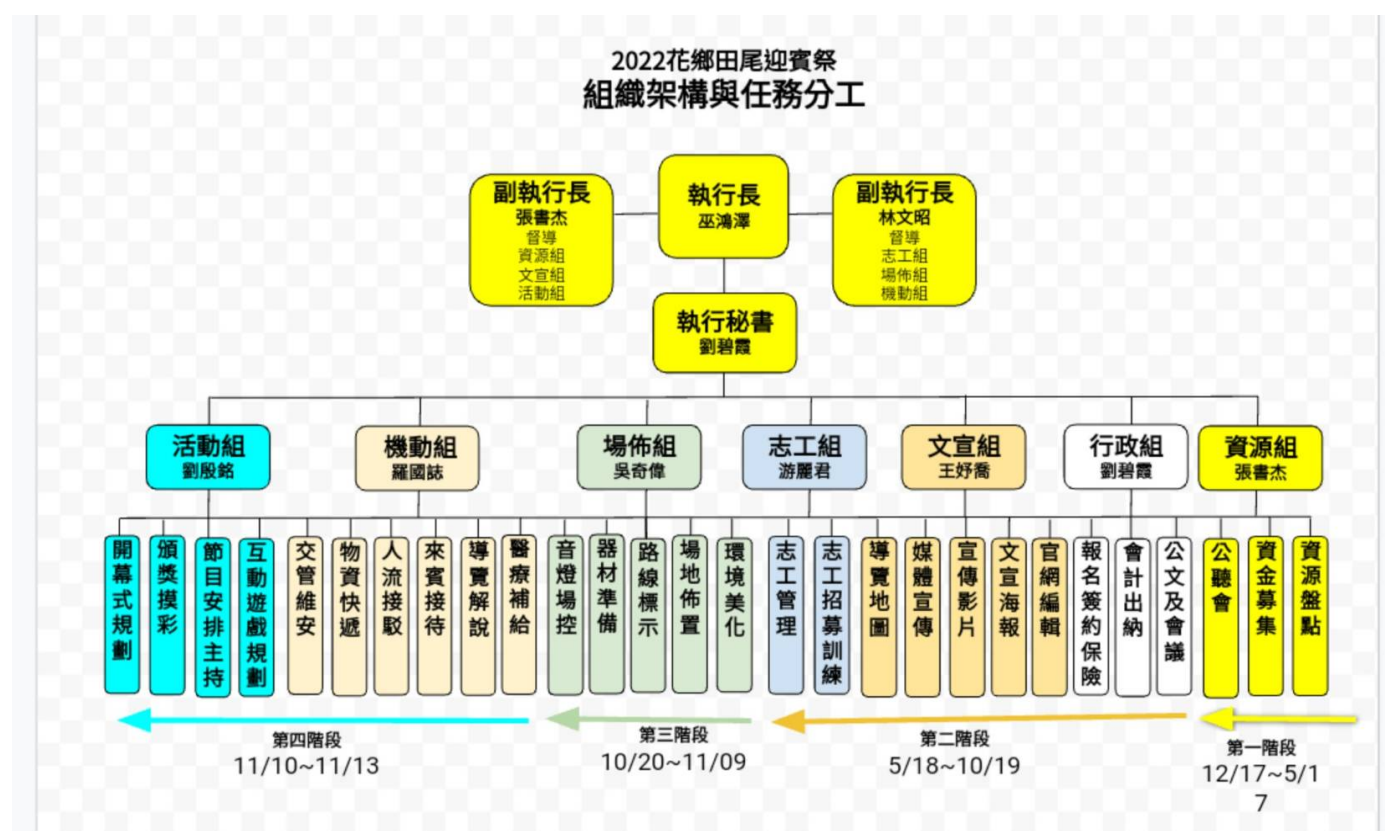 2022花鄉田尾迎賓祭
組織架構與任務分工
副執行長
張書杰
督導
資源組
文宣組
活動組
執行長
巫鴻澤
副執行長
林文昭
督導
志工組
場佈組
機動組
執行秘書
劉碧霞
活動組
劉殷銘
機動組
羅國誌
場佈組
吳奇偉
志工組
游麗君
文宣組
王妤喬
行政組
劉碧霞
資源組
張書杰
開幕式規劃
頒獎摸彩
節目安排主持
互動遊戲規劃
交管維安
物資快遞
人流接駁
來賓接待
導覽解說
醫療補給
音燈場控
器材準備
路線標示
場地佈置
環境美化
志工管理
志工招募訓練
導覽地圖
媒體宣傳
宣傳影片
文宣海報
官網編輯
報名簽約保險
會計出納
公文及會議
公聽會
資金募集
資源盤點
第四階段
11/10~11/13
第三階段
10/20~11/09
第二階段
5/18~10/19
第一階段
12/17~5/1
7